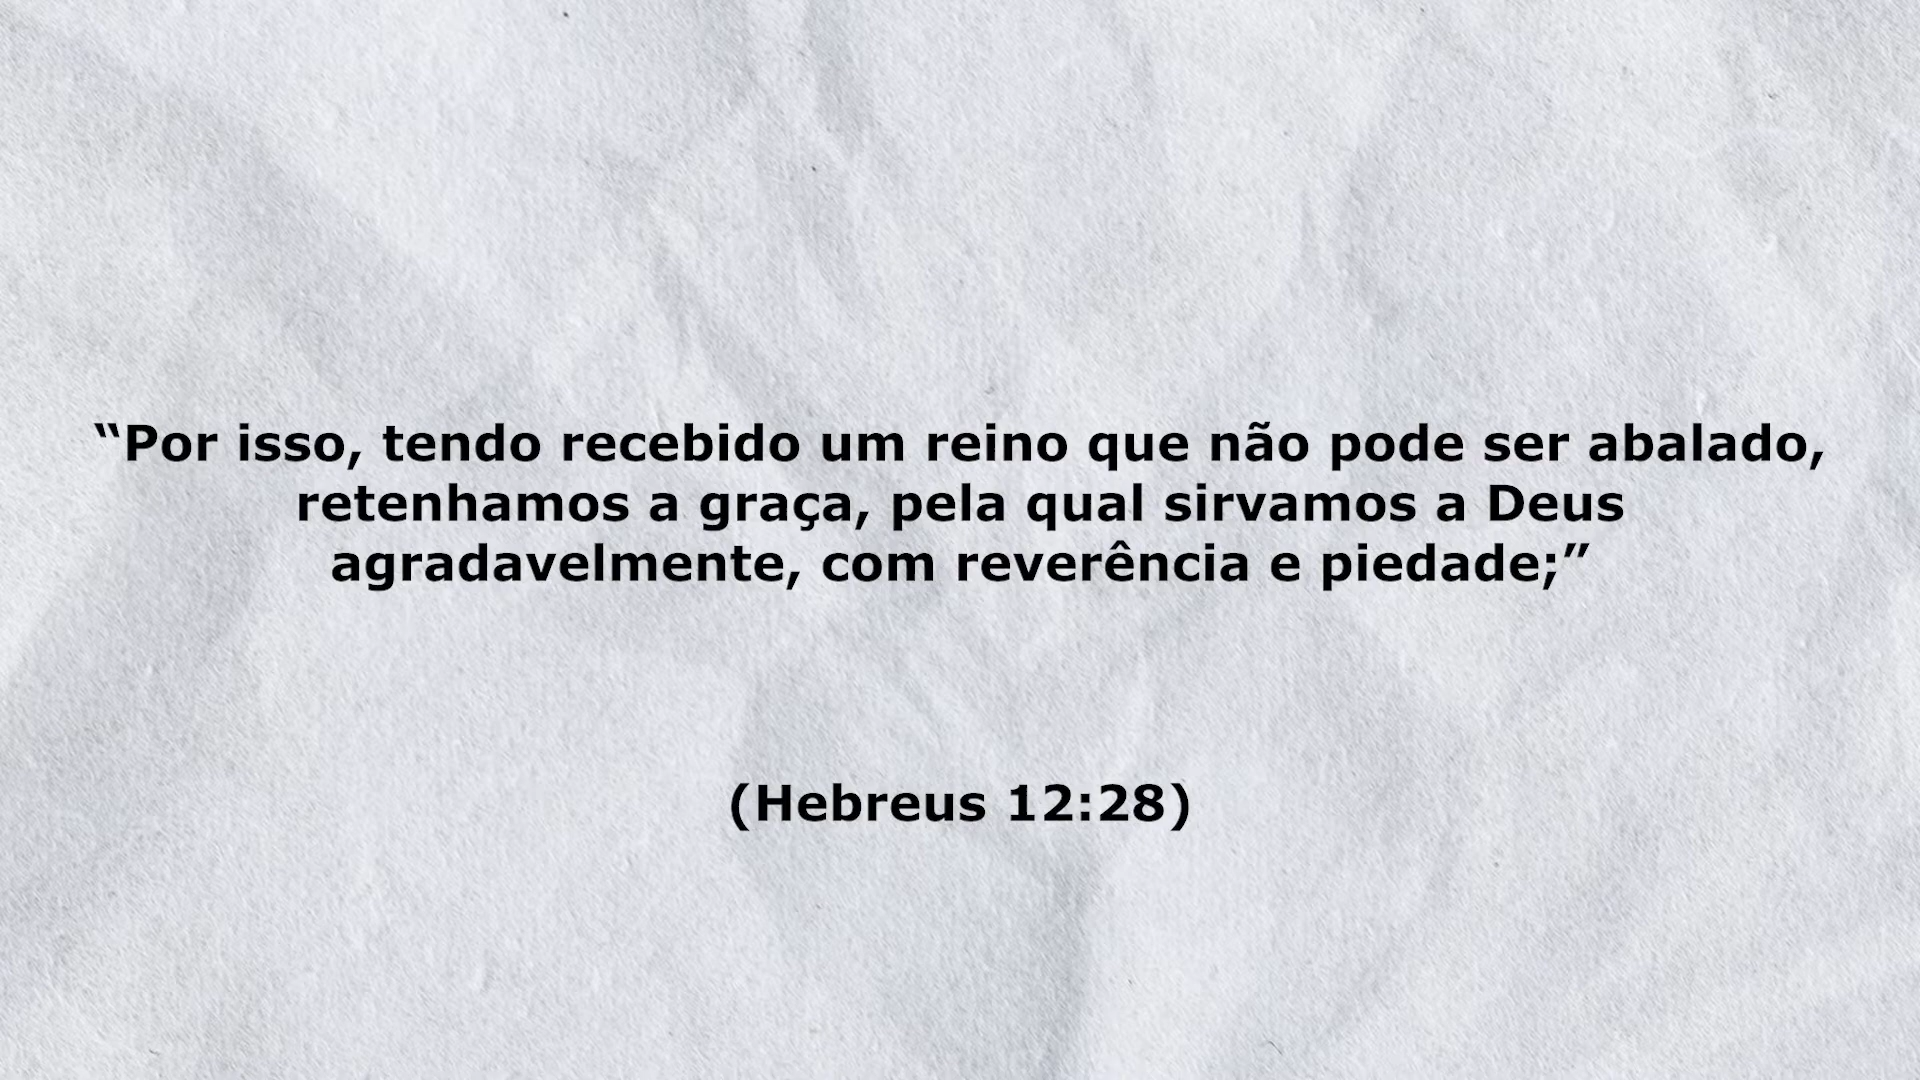 “Por isso, tendo recebido um reino que não pode ser abalado,
retenhamos a graça, pela qual sirvamos a Deus
agradavelmente, com reverência e piedade;”
(Hebreus 12:28)